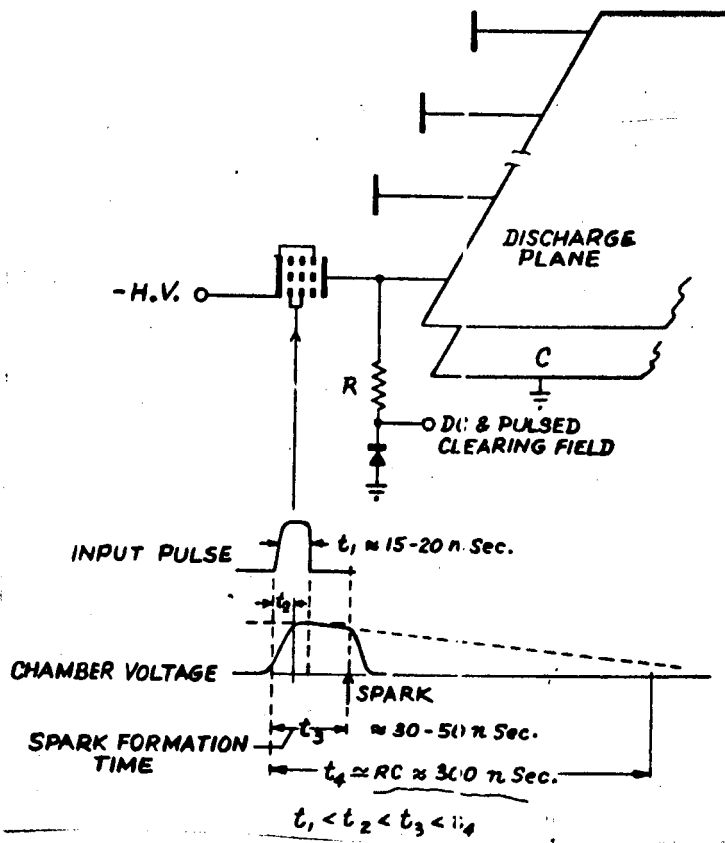 DISCHARGE
PLANE
-H.V.
C
R
DC & PULSED
CLEARING FIELD
INPUT PULSE
t₁ ≈ 15-20 n Sec.
t₂
CHAMBER VOLTAGE
SPARK
t₃ ≈ 30-50 n Sec.
SPARK FORMATION
TIME
t₄ ≃ RC ≈ 300 n Sec.
t₁ < t₂ < t₃ < t₄